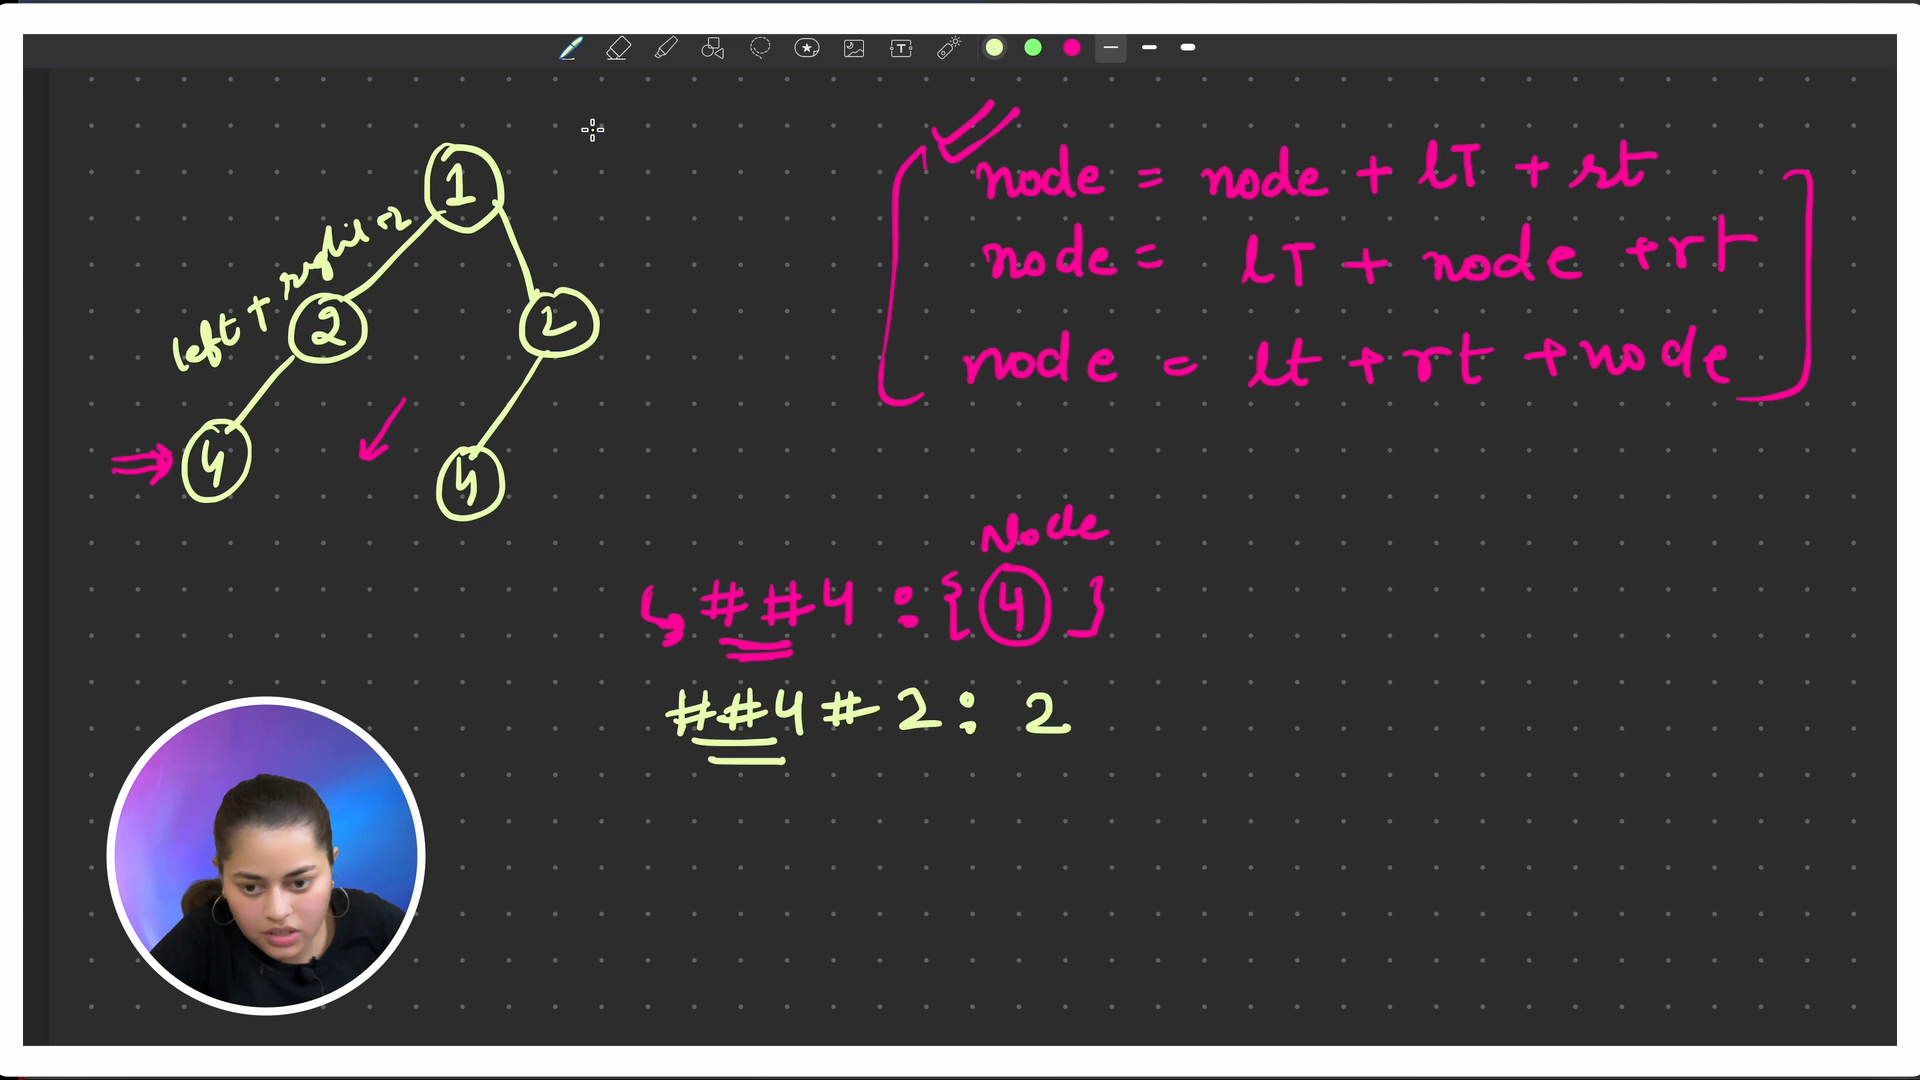 1
left + right + 2
2
2
4
4
node = node + lT + rt
node = lT + node + rt
node = lt + rt + node
Node
##4 : { 4 }
##4#2 : 2
T